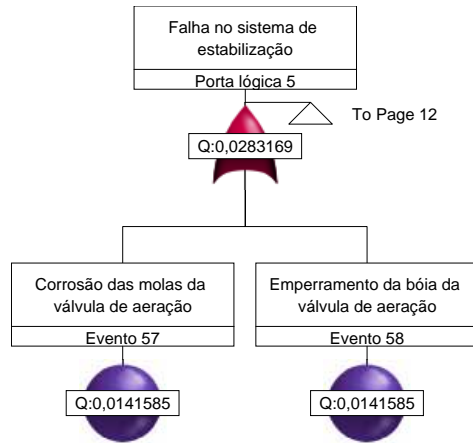 Falha no sistema de
estabilização
Porta lógica 5
To Page 12
Q:0,0283169
Corrosão das molas da
válvula de aeração
Evento 57
Q:0,0141585
Emperramento da bóia da
válvula de aeração
Evento 58
Q:0,0141585